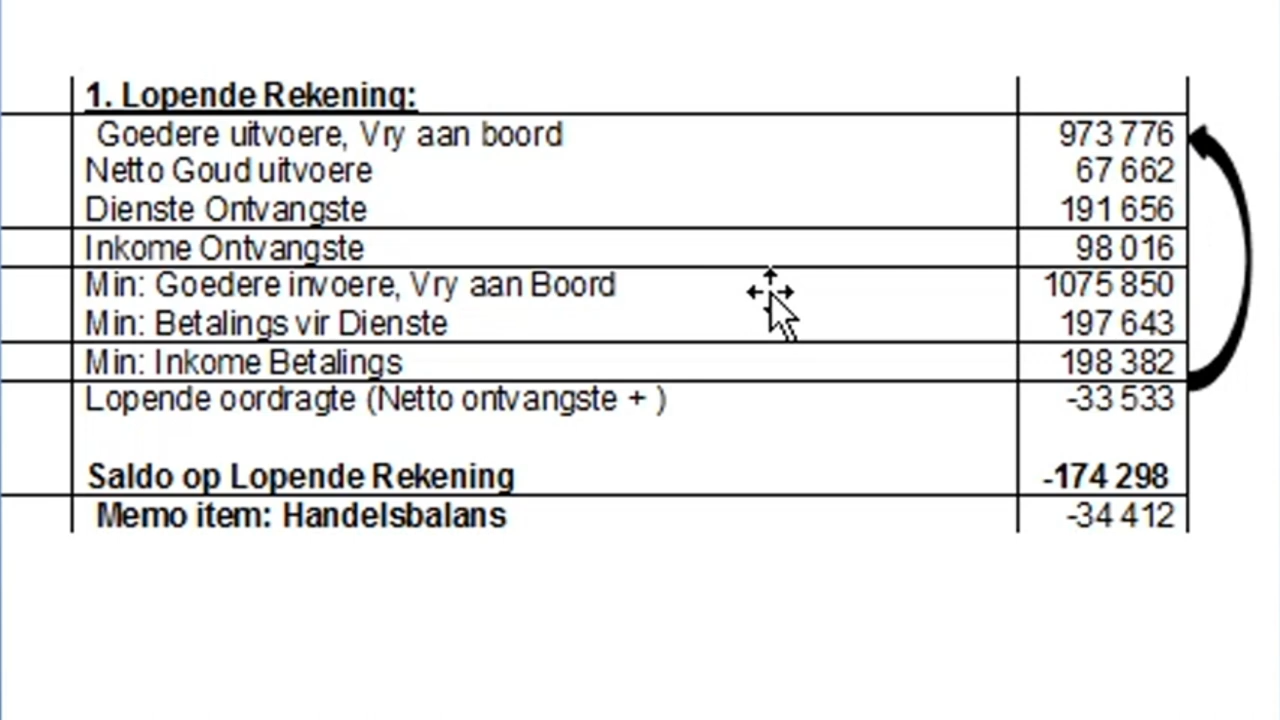 1. Lopende Rekening:
Goedere uitvoere, Vry aan boord 973 776
Netto Goud uitvoere 67 662
Dienste Ontvangste 191 656
Inkome Ontvangste 98 016
Min: Goedere invoere, Vry aan Boord 1075 850
Min: Betalings vir Dienste 197 643
Min: Inkome Betalings 198 382
Lopende oordragte (Netto ontvangste + ) -33 533
Saldo op Lopende Rekening -174 298
Memo item: Handelsbalans -34 412